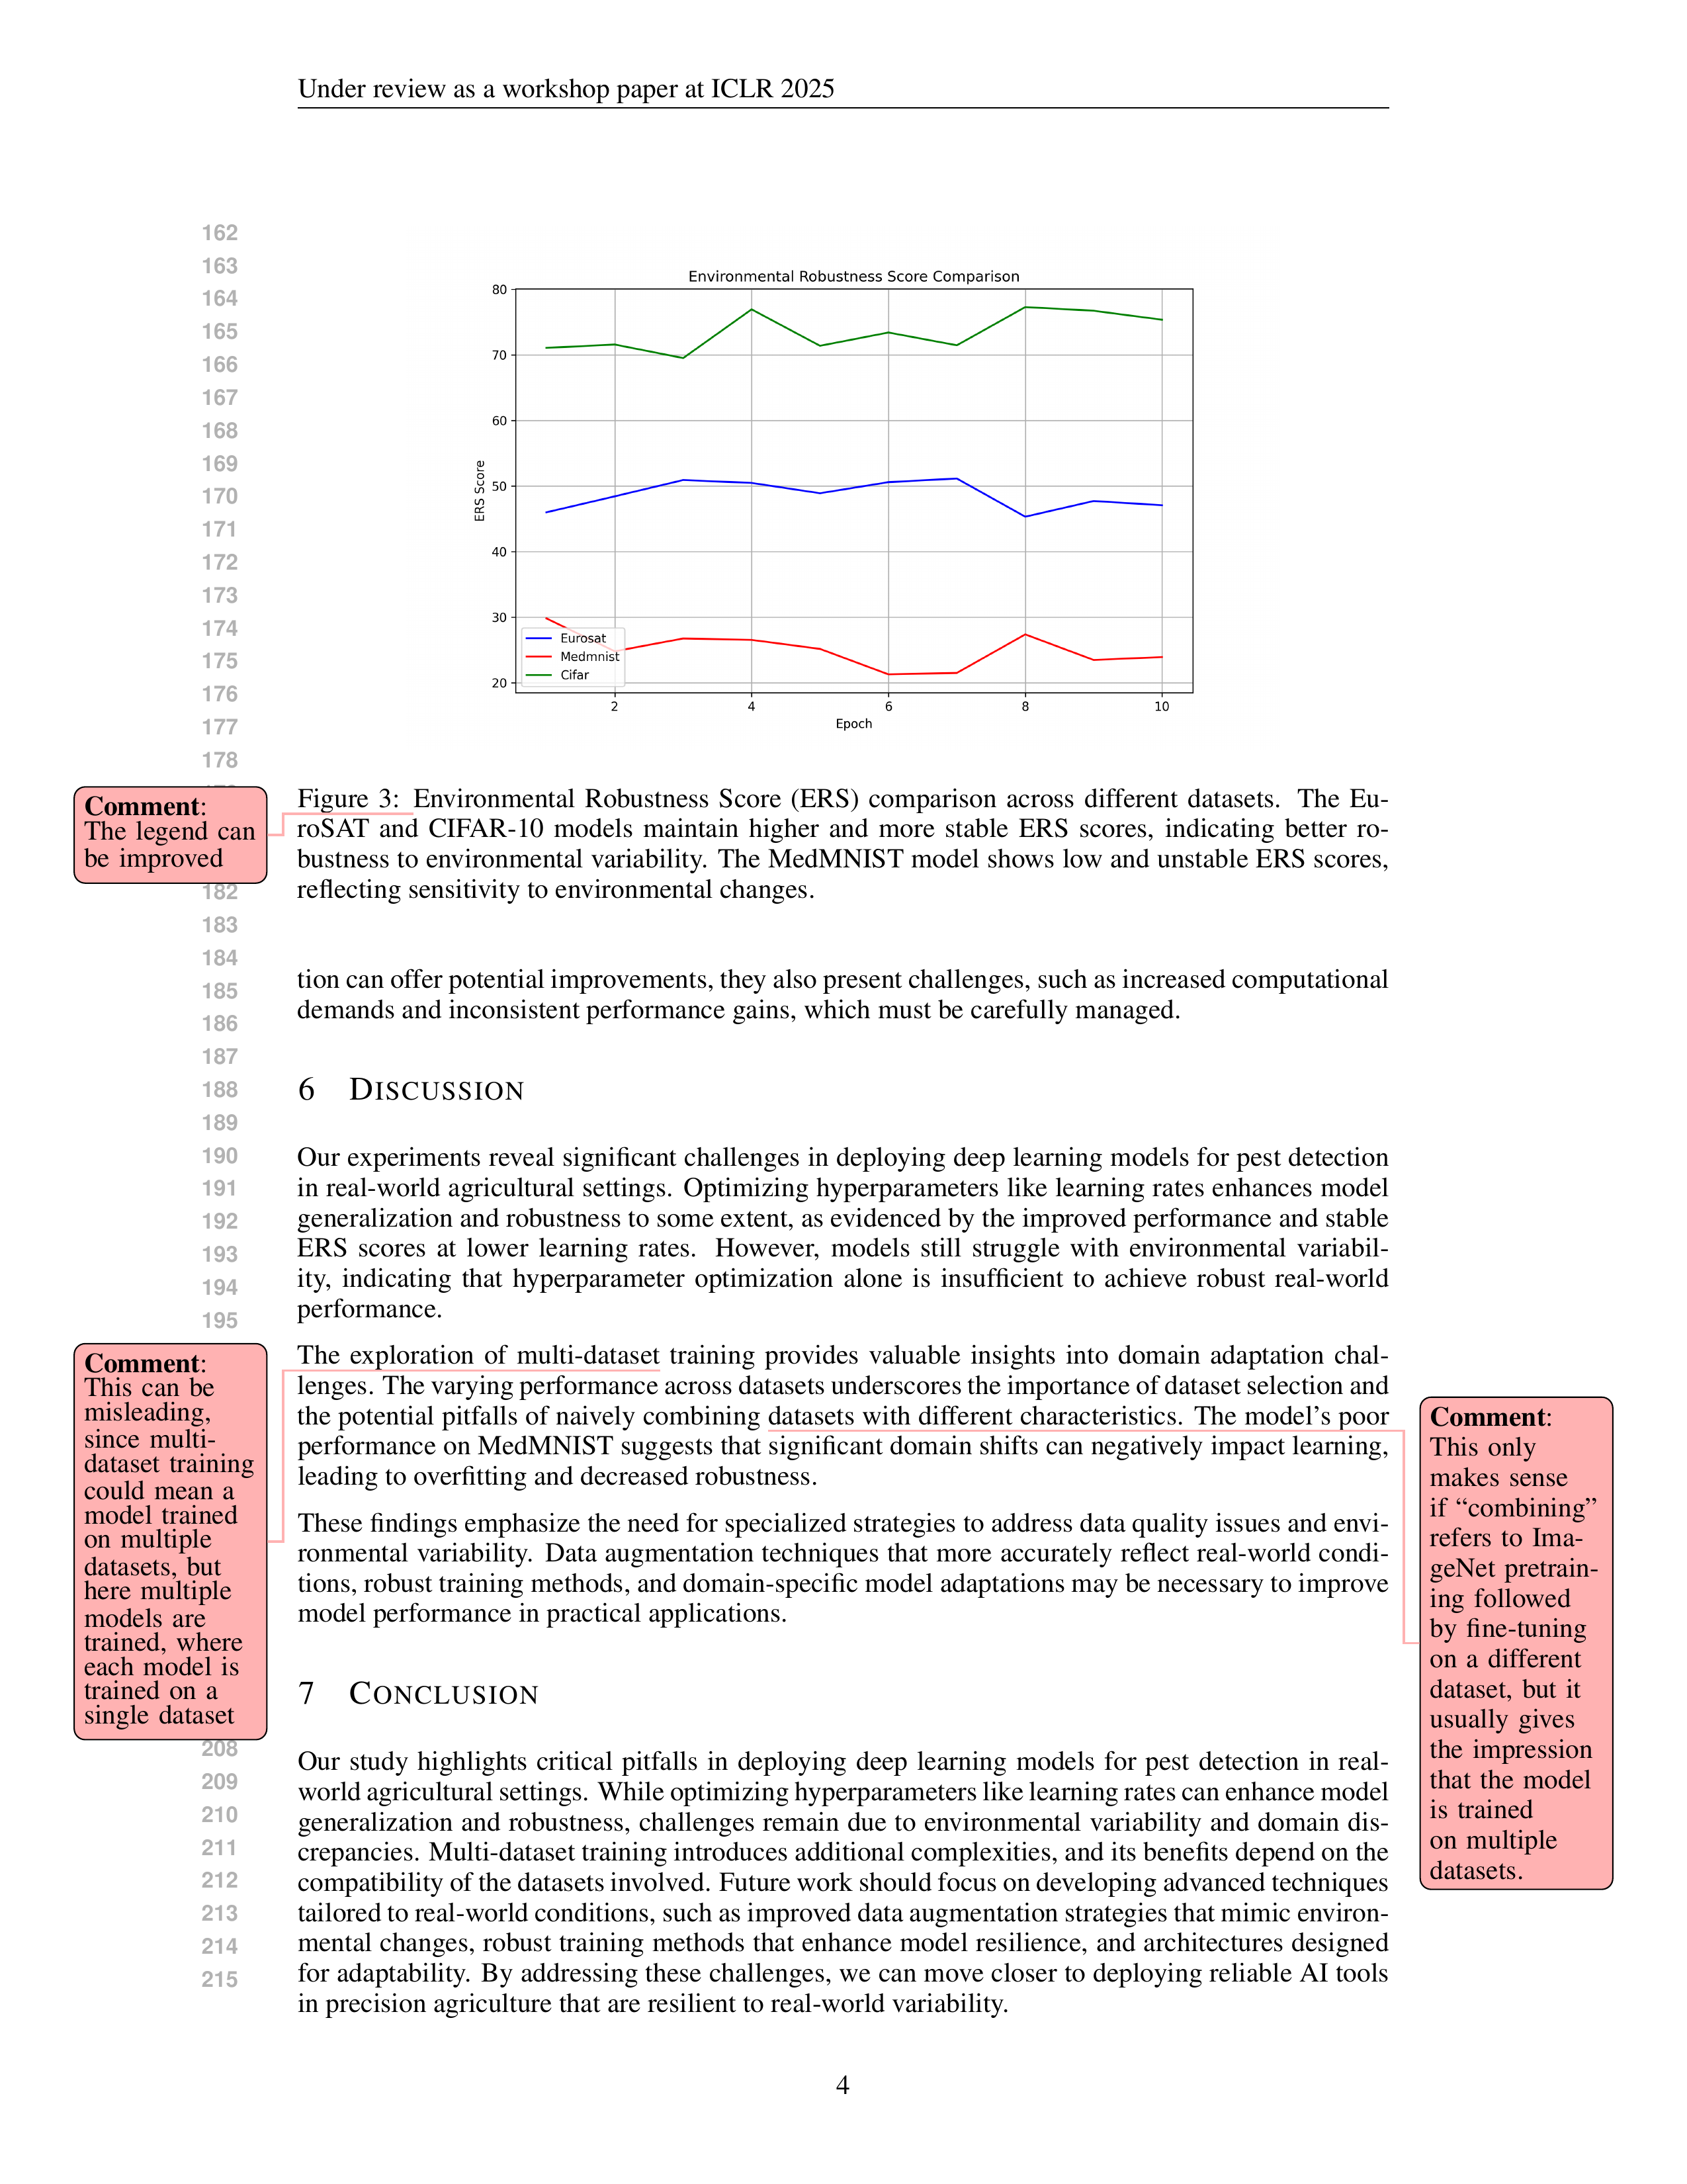 Under review as a workshop paper at ICLR 2025
162
163
164
165
166
167
168
169
170
171
172
173
174
175
176
177
178
Environmental Robustness Score Comparison
80
70
60
50
40
30
20
ERS Score
Eurosat
Medmnist
Cifar
2
4
6
8
10
Epoch
Comment:
The legend can
be improved
Figure 3: Environmental Robustness Score (ERS) comparison across different datasets. The Eu-
roSAT and CIFAR-10 models maintain higher and more stable ERS scores, indicating better ro-
bustness to environmental variability. The MedMNIST model shows low and unstable ERS scores,
reflecting sensitivity to environmental changes.
182
183
184
185
186
187
188
189
190
191
192
193
194
195
tion can offer potential improvements, they also present challenges, such as increased computational
demands and inconsistent performance gains, which must be carefully managed.
6 DISCUSSION
Our experiments reveal significant challenges in deploying deep learning models for pest detection
in real-world agricultural settings. Optimizing hyperparameters like learning rates enhances model
generalization and robustness to some extent, as evidenced by the improved performance and stable
ERS scores at lower learning rates. However, models still struggle with environmental variabil-
ity, indicating that hyperparameter optimization alone is insufficient to achieve robust real-world
performance.
Comment:
This can be
misleading,
since multi-
dataset training
could mean a
model trained
on multiple
datasets, but
here multiple
models are
trained, where
each model is
trained on a
single dataset
The exploration of multi-dataset training provides valuable insights into domain adaptation chal-
lenges. The varying performance across datasets underscores the importance of dataset selection and
the potential pitfalls of naively combining datasets with different characteristics. The model's poor
performance on MedMNIST suggests that significant domain shifts can negatively impact learning,
leading to overfitting and decreased robustness.
Comment:
This only
makes sense
if “combining”
refers to Ima-
geNet pretrain-
ing followed
by fine-tuning
on a different
dataset, but it
usually gives
the impression
that the model
is trained
on multiple
datasets.
These findings emphasize the need for specialized strategies to address data quality issues and envi-
ronmental variability. Data augmentation techniques that more accurately reflect real-world condi-
tions, robust training methods, and domain-specific model adaptations may be necessary to improve
model performance in practical applications.
7 CONCLUSION
208
209
210
211
212
213
214
215
Our study highlights critical pitfalls in deploying deep learning models for pest detection in real-
world agricultural settings. While optimizing hyperparameters like learning rates can enhance model
generalization and robustness, challenges remain due to environmental variability and domain dis-
crepancies. Multi-dataset training introduces additional complexities, and its benefits depend on the
compatibility of the datasets involved. Future work should focus on developing advanced techniques
tailored to real-world conditions, such as improved data augmentation strategies that mimic environ-
mental changes, robust training methods that enhance model resilience, and architectures designed
for adaptability. By addressing these challenges, we can move closer to deploying reliable AI tools
in precision agriculture that are resilient to real-world variability.
4